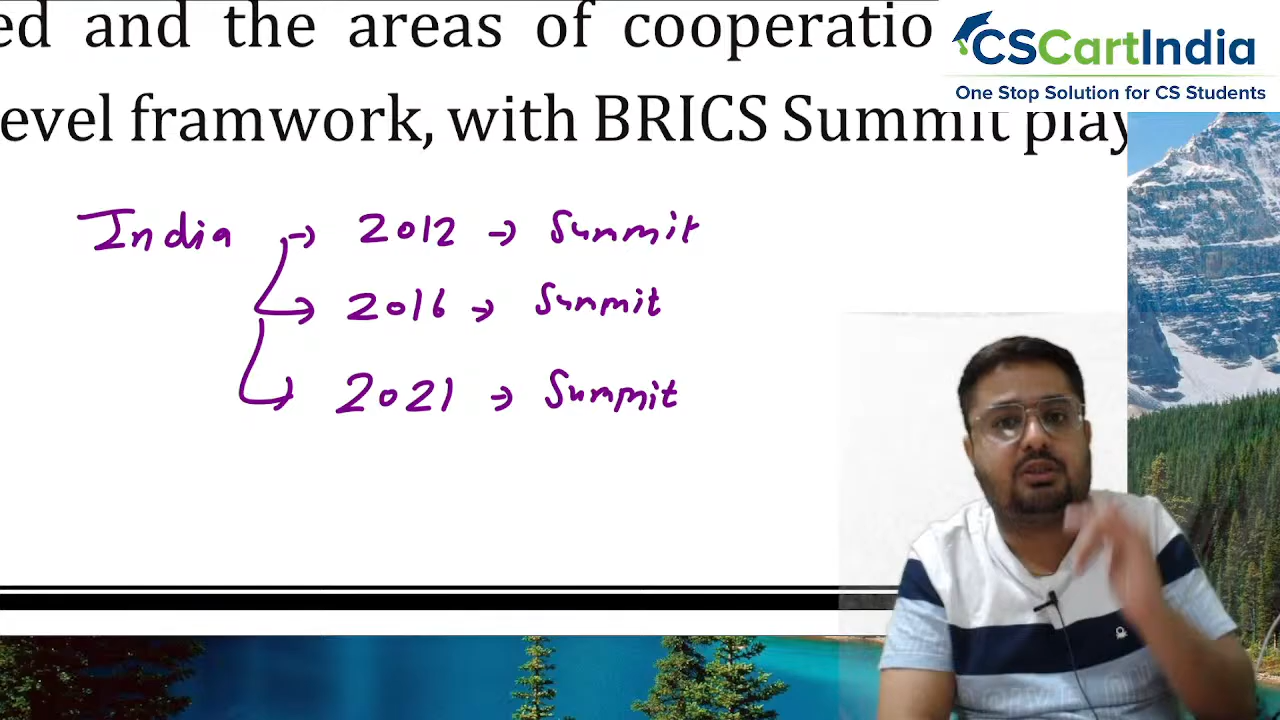 ed and the areas of cooperatio
CSCartIndia
One Stop Solution for CS Students
evel framwork, with BRICS Summit play
India → 2012 → Summit
→ 2016 → Summit
→ 2021 → Summit